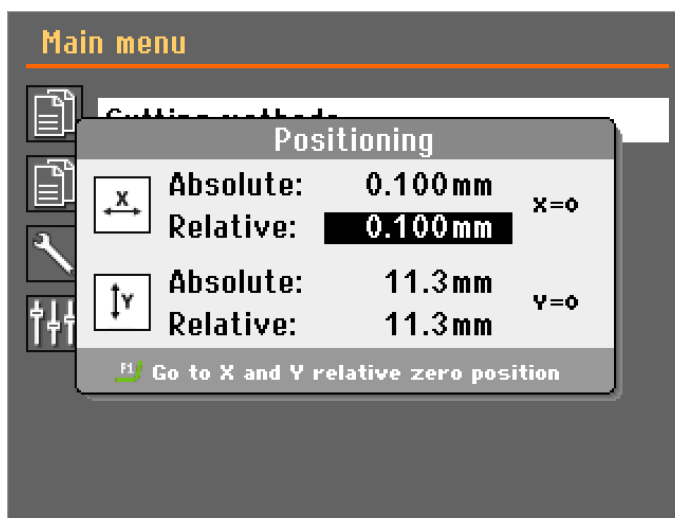 Main menu
Positioning
X
Absolute: 0.100mm
Relative: 0.100mm
X=0
Y
Absolute: 11.3mm
Relative: 11.3mm
Y=0
F1 Go to X and Y relative zero position